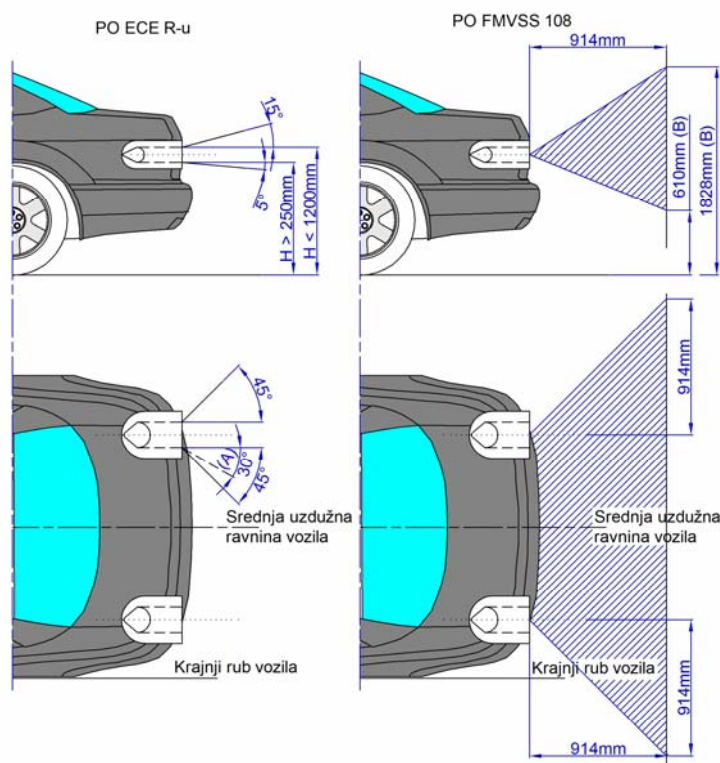 PO ECE R-u
PO FMVSS 108
914mm
15°
5°
H > 250mm
H < 1200mm
610mm (B)
1828mm (B)
45°
(A)
30°
45°
Srednja uzdužna
ravnina vozila
Krajnji rub vozila
914mm
Srednja uzdužna
ravnina vozila
Krajnji rub vozila
914mm
914mm